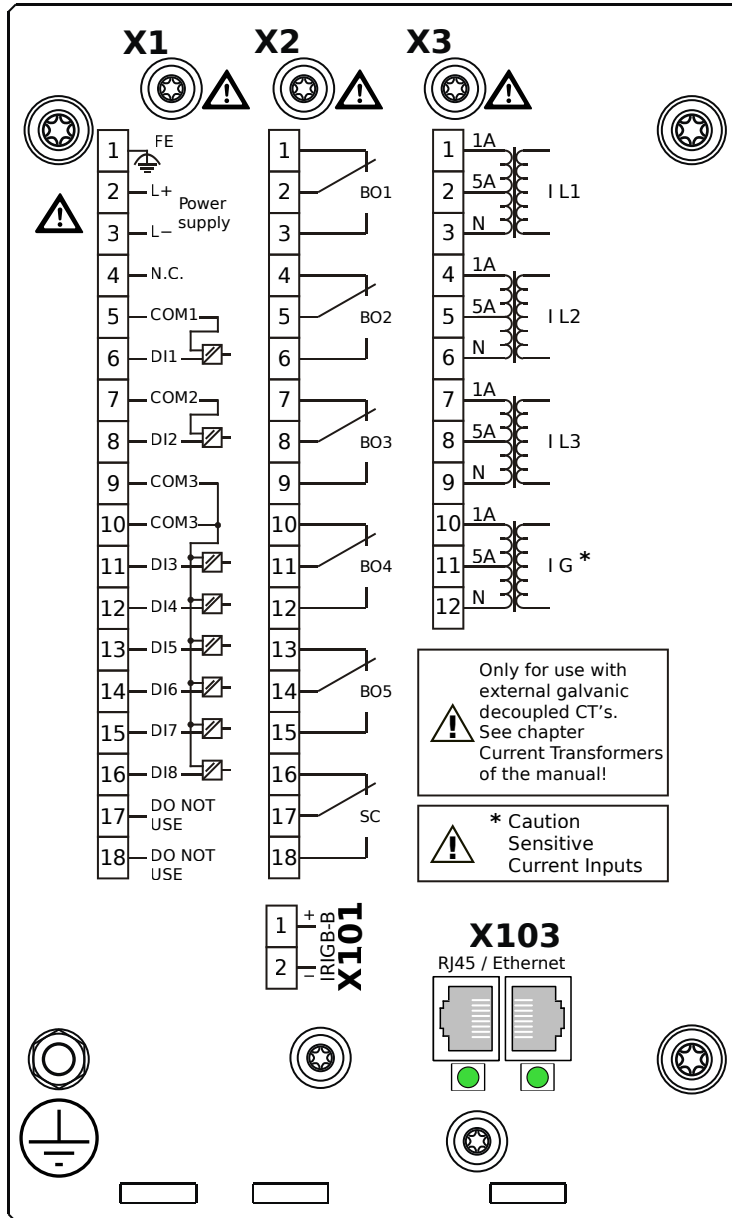 X1
X2
X3
1 FE
2 L+
Power
supply
3 L−
4 N.C.
5 COM1
6 DI1
7 COM2
8 DI2
9 COM3
10 COM3
11 DI3
12 DI4
13 DI5
14 DI6
15 DI7
16 DI8
17 DO NOT
USE
18 DO NOT
USE
1
2 BO1
3
4
5 BO2
6
7
8 BO3
9
10
11 BO4
12
13
14 BO5
15
16
17 SC
18
1 1A
2 5A I L1
3 N
4 1A
5 5A I L2
6 N
7 1A
8 5A I L3
9 N
10 1A
11 5A I G *
12 N
Only for use with
external galvanic
decoupled CT's.
See chapter
Current Transformers
of the manual!
* Caution
Sensitive
Current Inputs
1 +
2 −
IRIGB-B
X101
X103
RJ45 / Ethernet